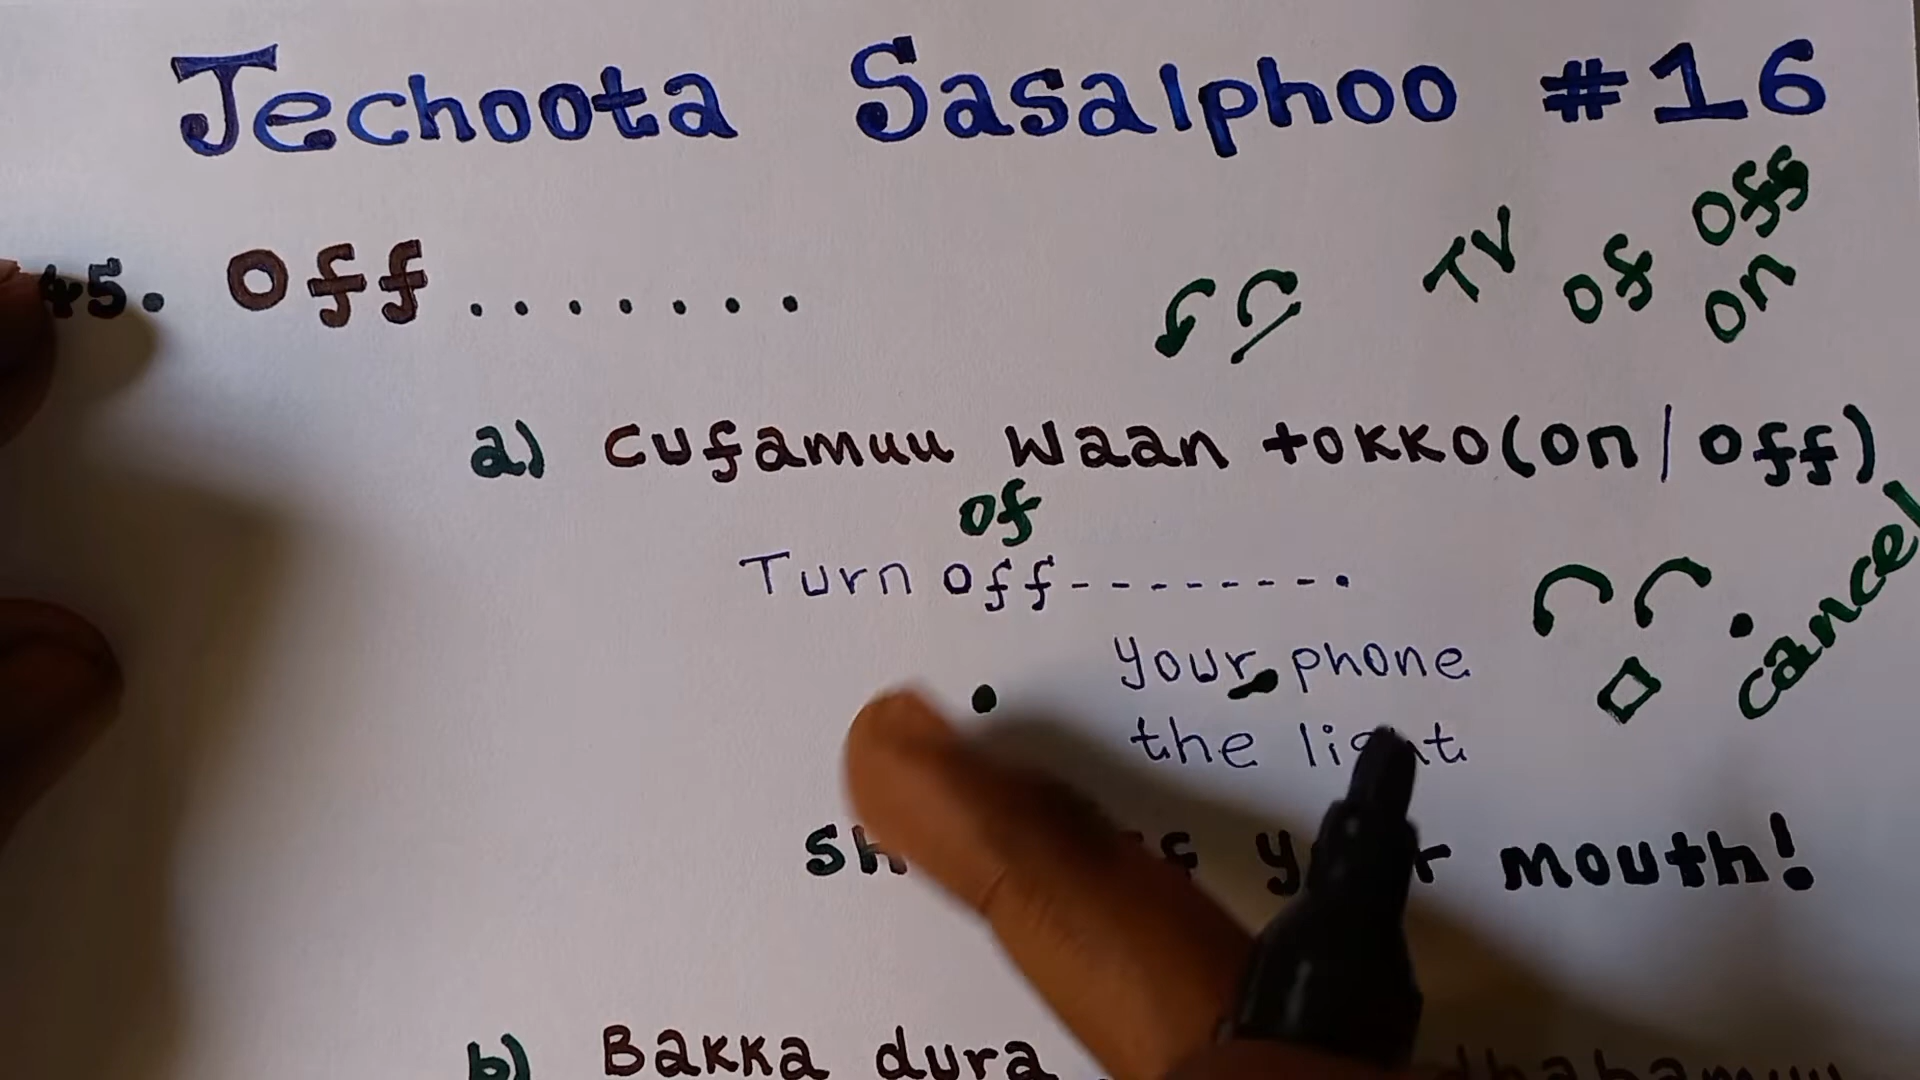 Jechoota Sasalphoo #16
45. Off.......
TV of off
on
a) cufamuu waan tokko(on/off)
of
Turn off--------.
your phone
the light
cancel
your mouth!
b) Bakka dura